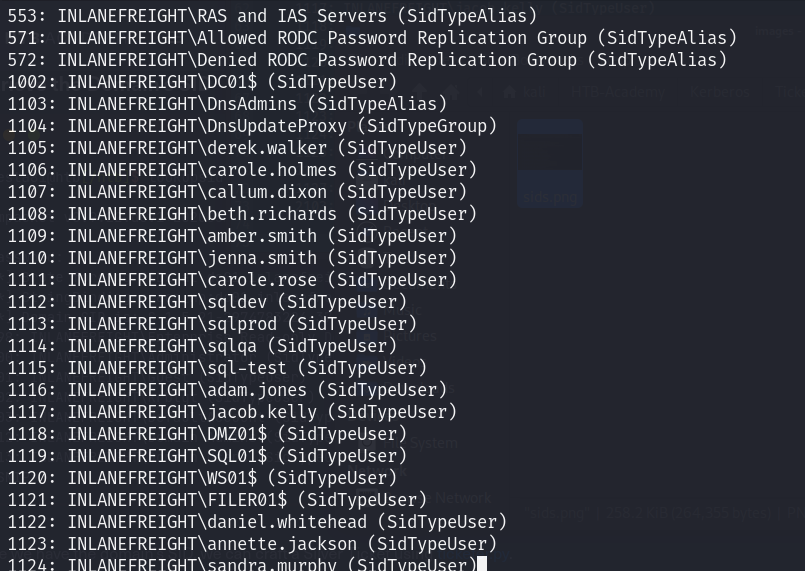 553: INLANEFREIGHT\RAS and IAS Servers (SidTypeAlias)
571: INLANEFREIGHT\Allowed RODC Password Replication Group (SidTypeAlias)
572: INLANEFREIGHT\Denied RODC Password Replication Group (SidTypeAlias)
1002: INLANEFREIGHT\DC01$ (SidTypeUser)
1103: INLANEFREIGHT\DnsAdmins (SidTypeAlias)
1104: INLANEFREIGHT\DnsUpdateProxy (SidTypeGroup)
1105: INLANEFREIGHT\derek.walker (SidTypeUser)
1106: INLANEFREIGHT\carole.holmes (SidTypeUser)
1107: INLANEFREIGHT\callum.dixon (SidTypeUser)
1108: INLANEFREIGHT\beth.richards (SidTypeUser)
1109: INLANEFREIGHT\amber.smith (SidTypeUser)
1110: INLANEFREIGHT\jenna.smith (SidTypeUser)
1111: INLANEFREIGHT\carole.rose (SidTypeUser)
1112: INLANEFREIGHT\sqldev (SidTypeUser)
1113: INLANEFREIGHT\sqlprod (SidTypeUser)
1114: INLANEFREIGHT\sqlqa (SidTypeUser)
1115: INLANEFREIGHT\sql-test (SidTypeUser)
1116: INLANEFREIGHT\adam.jones (SidTypeUser)
1117: INLANEFREIGHT\jacob.kelly (SidTypeUser)
1118: INLANEFREIGHT\DMZ01$ (SidTypeUser)
1119: INLANEFREIGHT\SQL01$ (SidTypeUser)
1120: INLANEFREIGHT\WS01$ (SidTypeUser)
1121: INLANEFREIGHT\FILER01$ (SidTypeUser)
1122: INLANEFREIGHT\daniel.whitehead (SidTypeUser)
1123: INLANEFREIGHT\annette.jackson (SidTypeUser)
1124: INLANEFREIGHT\sandra.murphy (SidTypeUser)